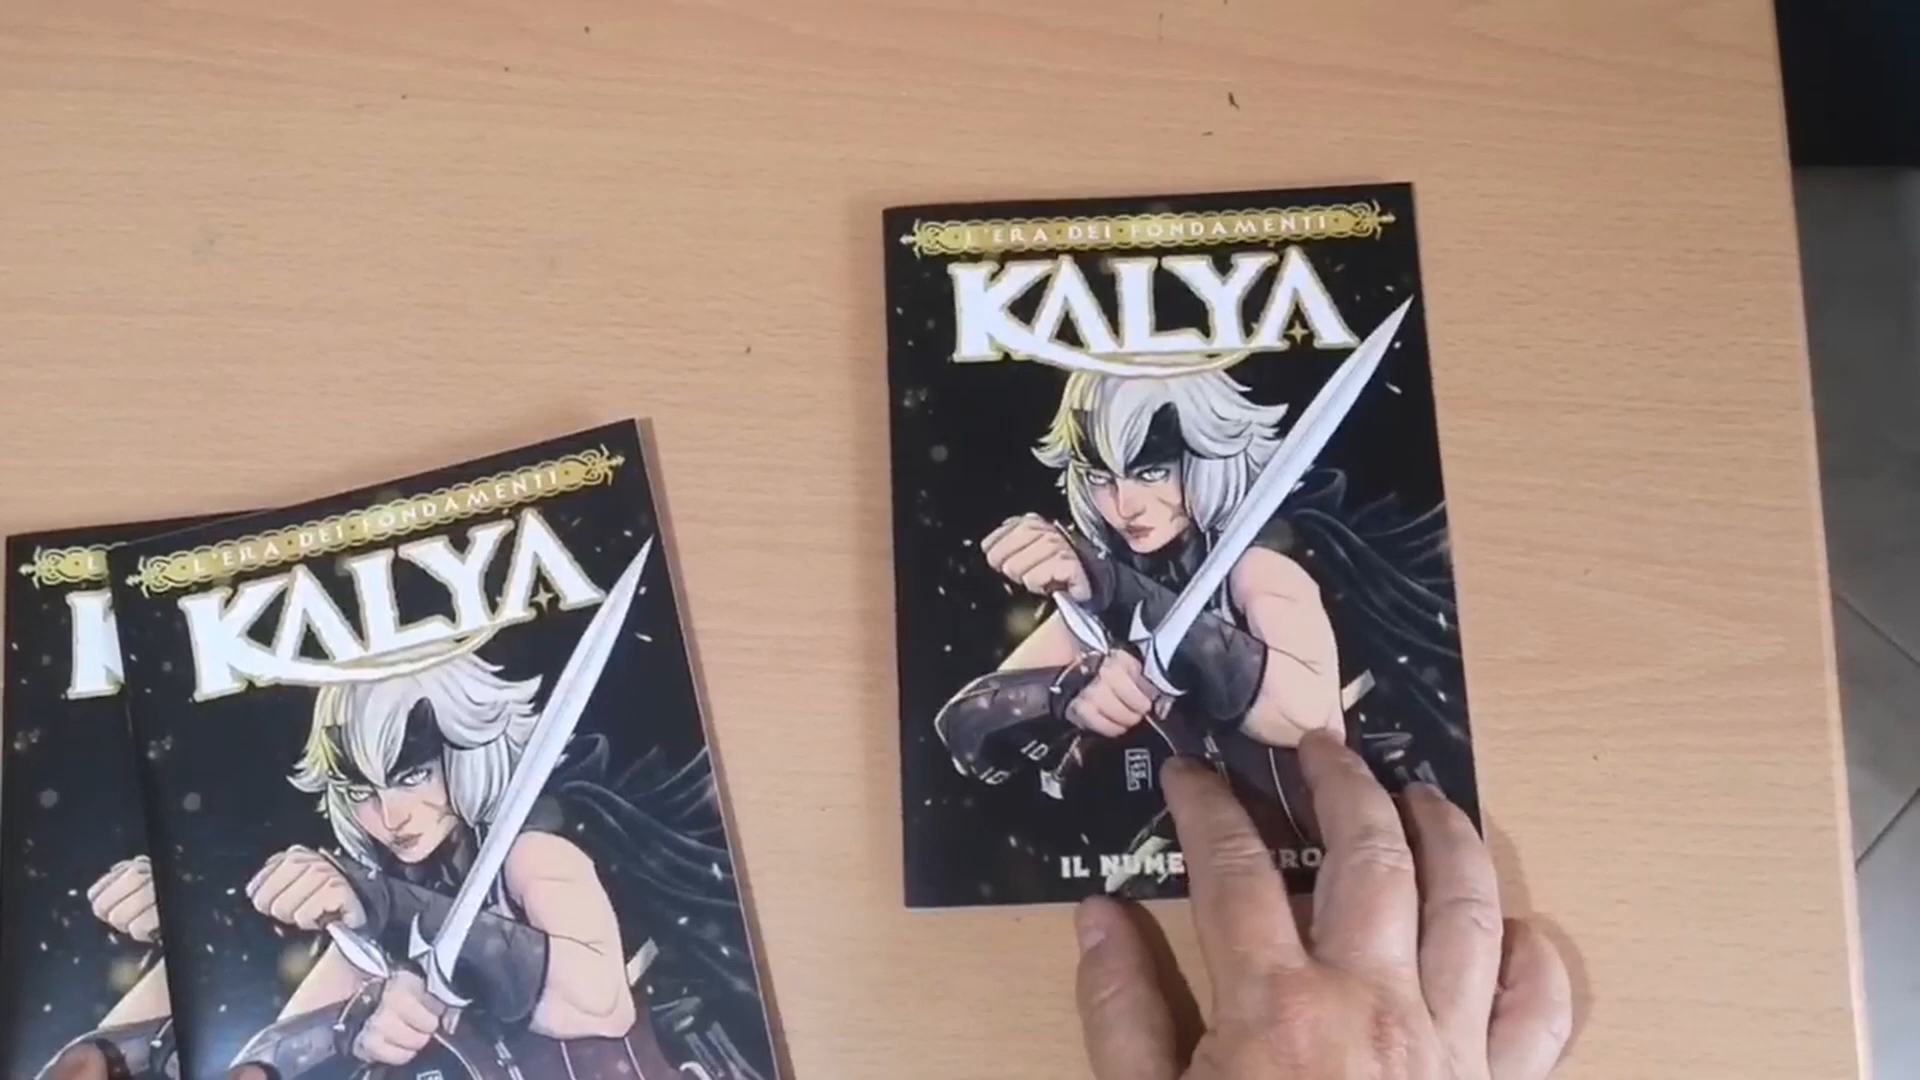 L'ERA DEI FONDAMENTI
KALYA
IL NUME
L
K
L'ERA DEI FONDAMENTI
KALYA